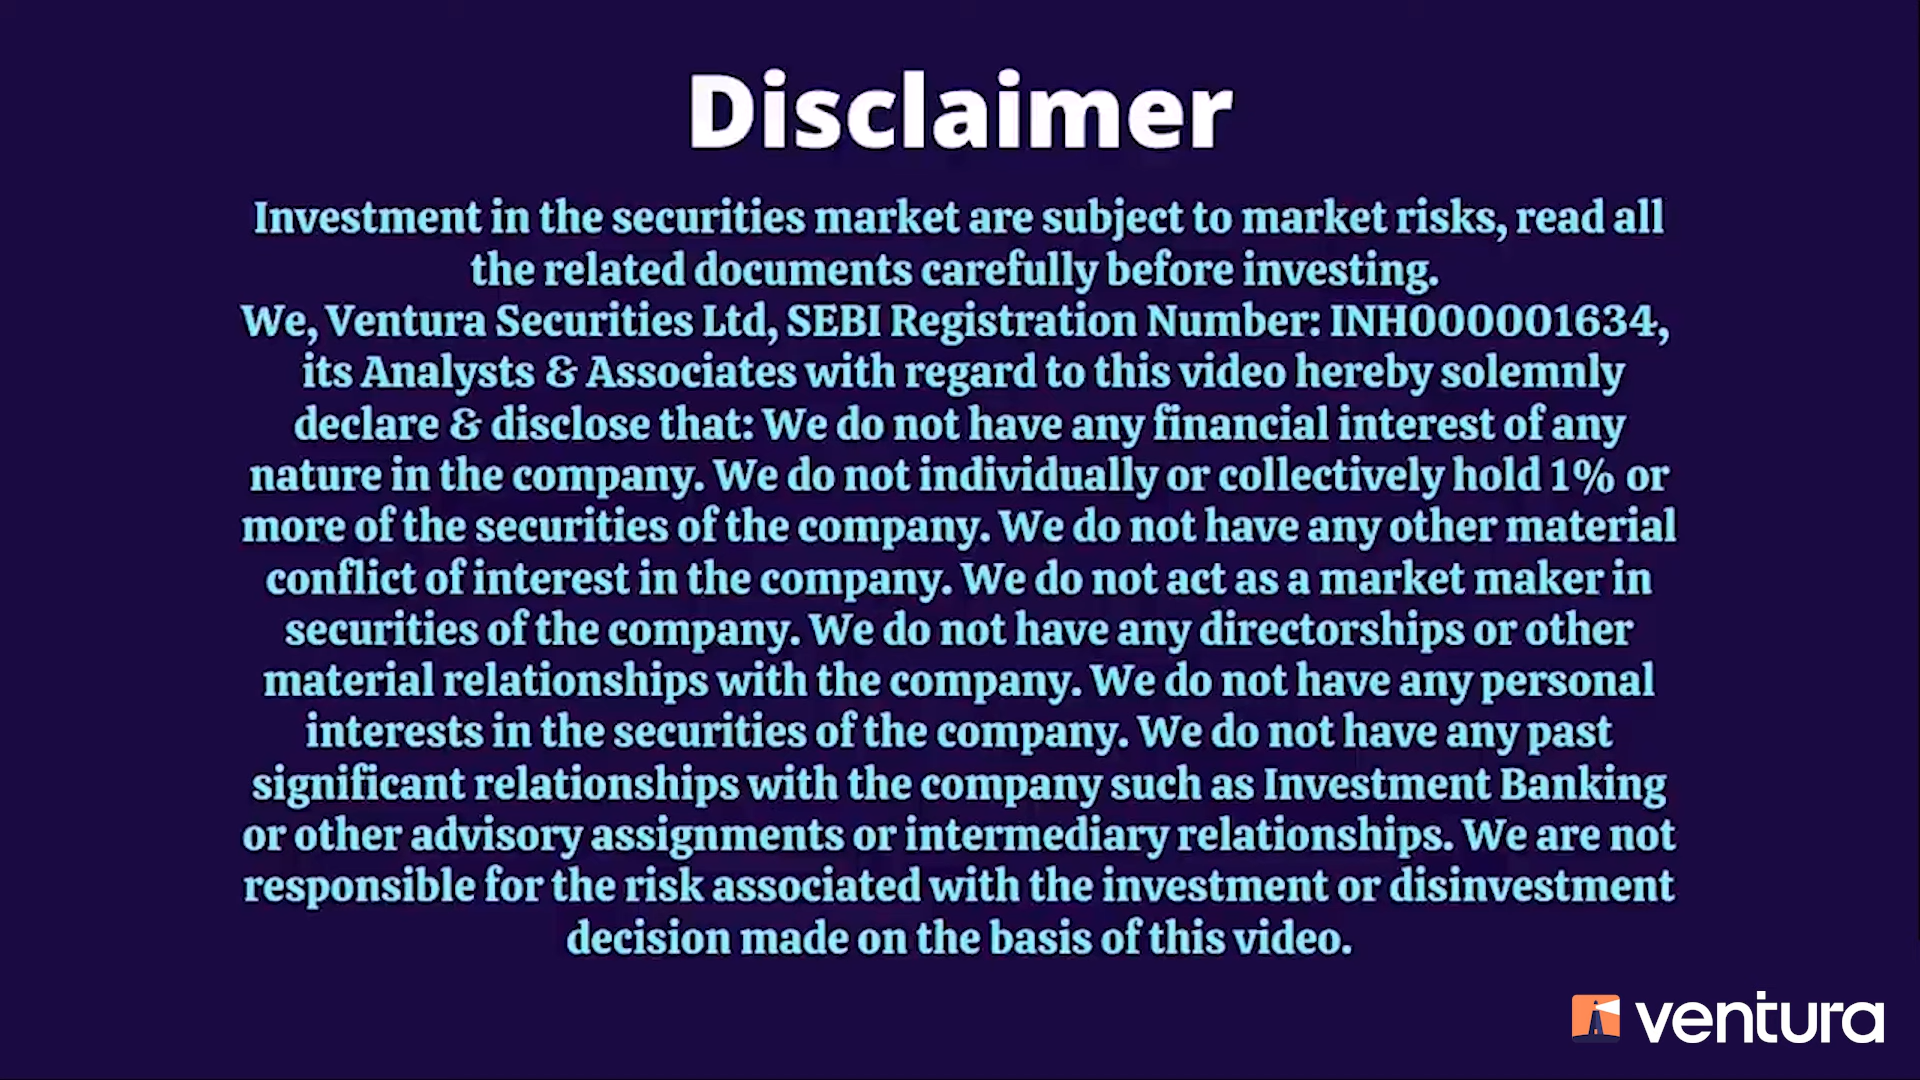 Disclaimer
Investment in the securities market are subject to market risks, read all
the related documents carefully before investing.
We, Ventura Securities Ltd, SEBI Registration Number: INH000001634,
its Analysts & Associates with regard to this video hereby solemnly
declare & disclose that: We do not have any financial interest of any
nature in the company. We do not individually or collectively hold 1% or
more of the securities of the company. We do not have any other material
conflict of interest in the company. We do not act as a market maker in
securities of the company. We do not have any directorships or other
material relationships with the company. We do not have any personal
interests in the securities of the company. We do not have any past
significant relationships with the company such as Investment Banking
or other advisory assignments or intermediary relationships. We are not
responsible for the risk associated with the investment or disinvestment
decision made on the basis of this video.
ventura